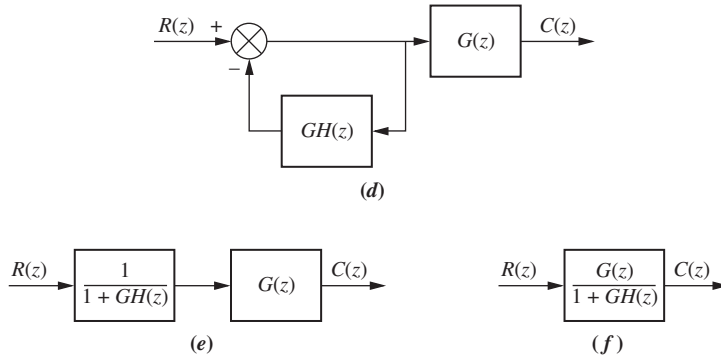 R(z) + G(z) C(z)
−
GH(z)
(d)
R(z) 1 / 1 + GH(z) G(z) C(z)
(e)
R(z) G(z) / 1 + GH(z) C(z)
(f)